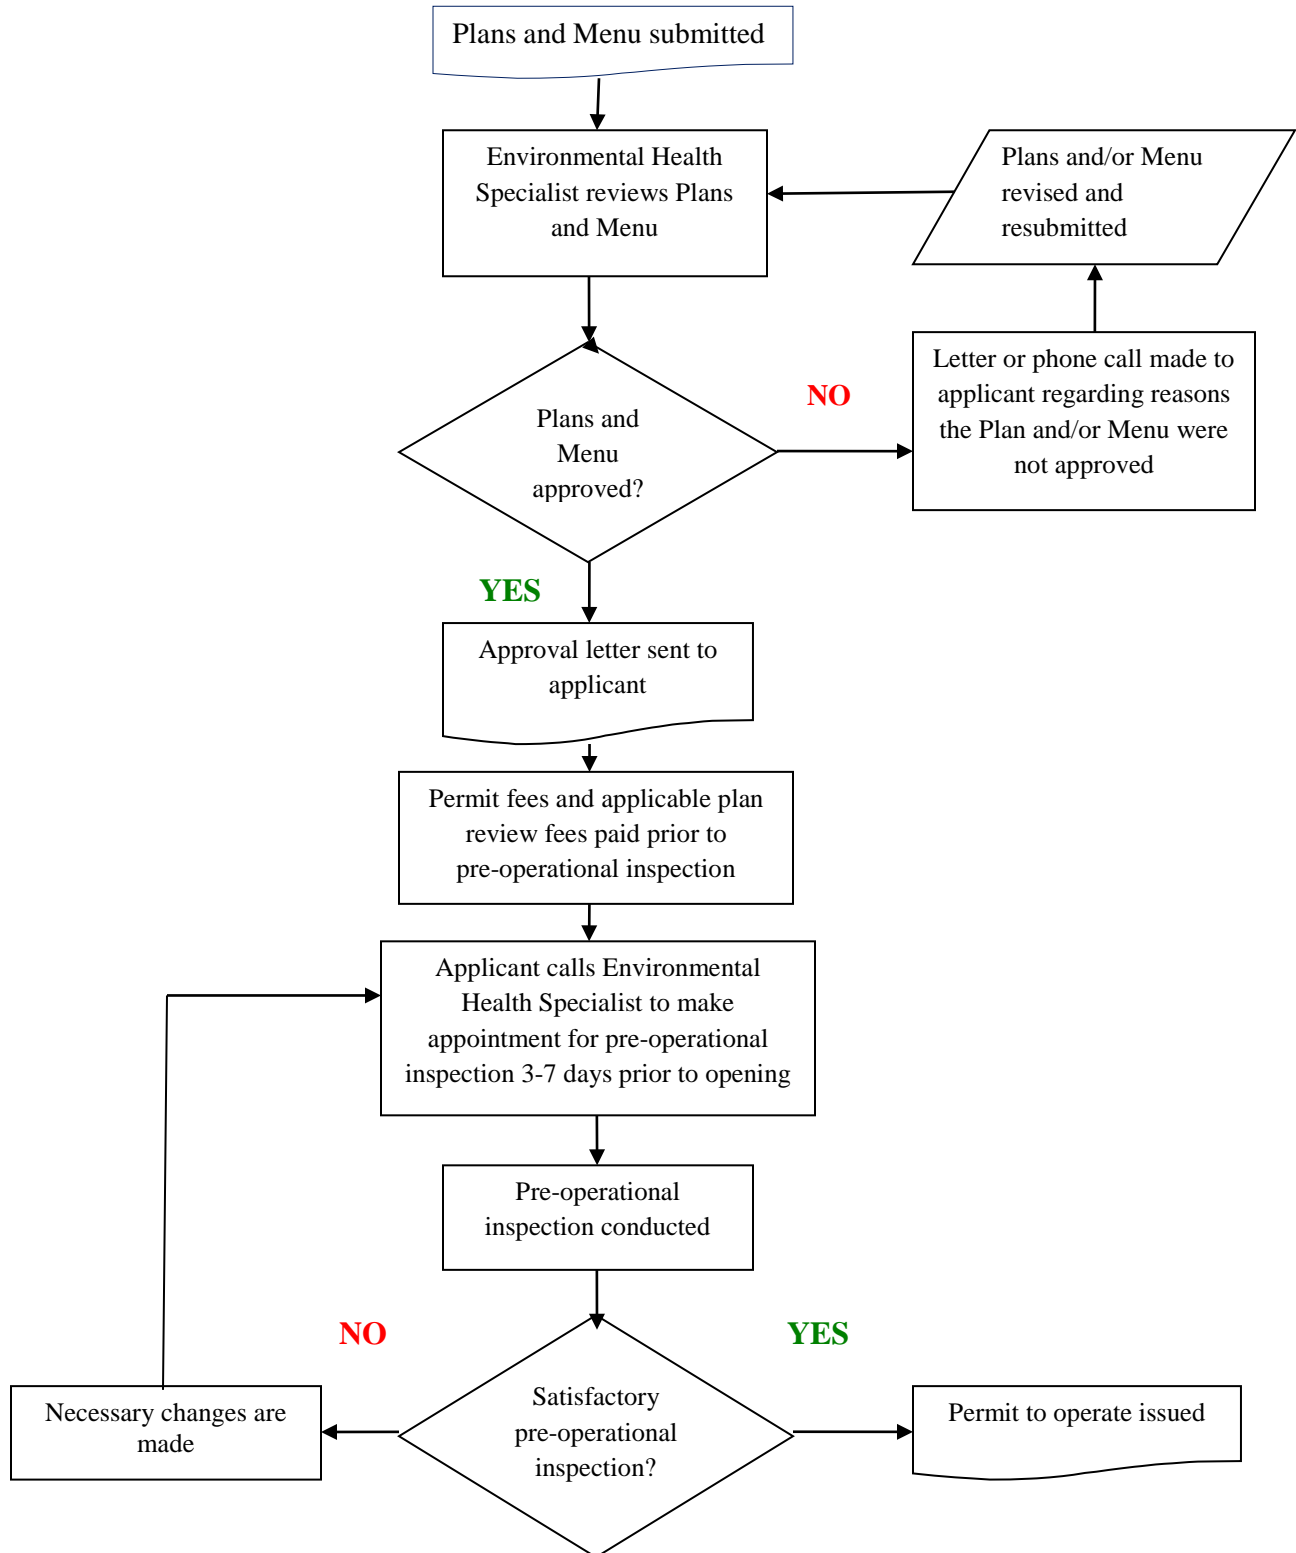 Plans and Menu submitted
Environmental Health
Specialist reviews Plans
and Menu
Plans and/or Menu
revised and
resubmitted
Letter or phone call made to
applicant regarding reasons
the Plan and/or Menu were
not approved
NO
Plans and
Menu
approved?
YES
Approval letter sent to
applicant
Permit fees and applicable plan
review fees paid prior to
pre-operational inspection
Applicant calls Environmental
Health Specialist to make
appointment for pre-operational
inspection 3-7 days prior to opening
Pre-operational
inspection conducted
NO
YES
Necessary changes are
made
Satisfactory
pre-operational
inspection?
Permit to operate issued